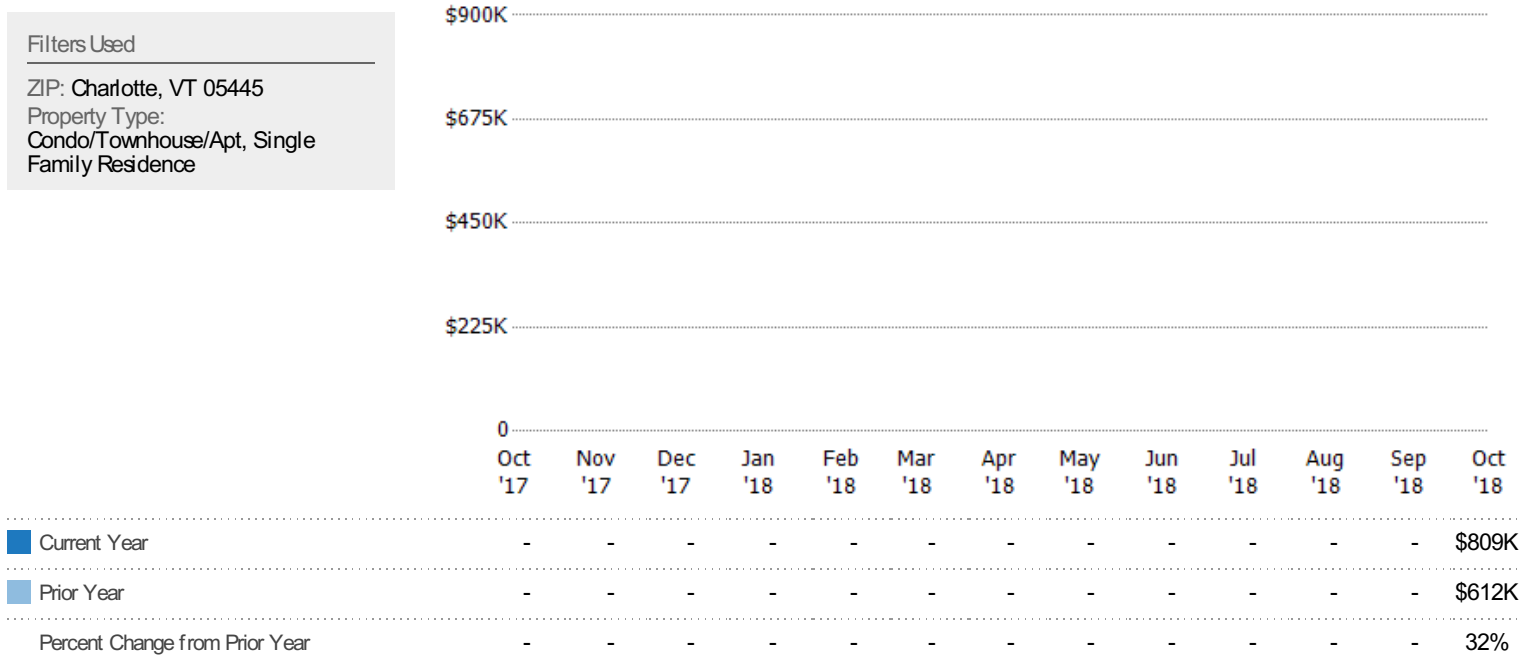 Filters Used
ZIP: Charlotte, VT 05445
Property Type:
Condo/Townhouse/Apt, Single
Family Residence
$900K
$675K
$450K
$225K
0
Oct Nov Dec Jan Feb Mar Apr May Jun Jul Aug Sep Oct
'17 '17 '17 '18 '18 '18 '18 '18 '18 '18 '18 '18 '18
Current Year - - - - - - - - - - - - $809K
Prior Year - - - - - - - - - - - - $612K
Percent Change from Prior Year - - - - - - - - - - - - 32%